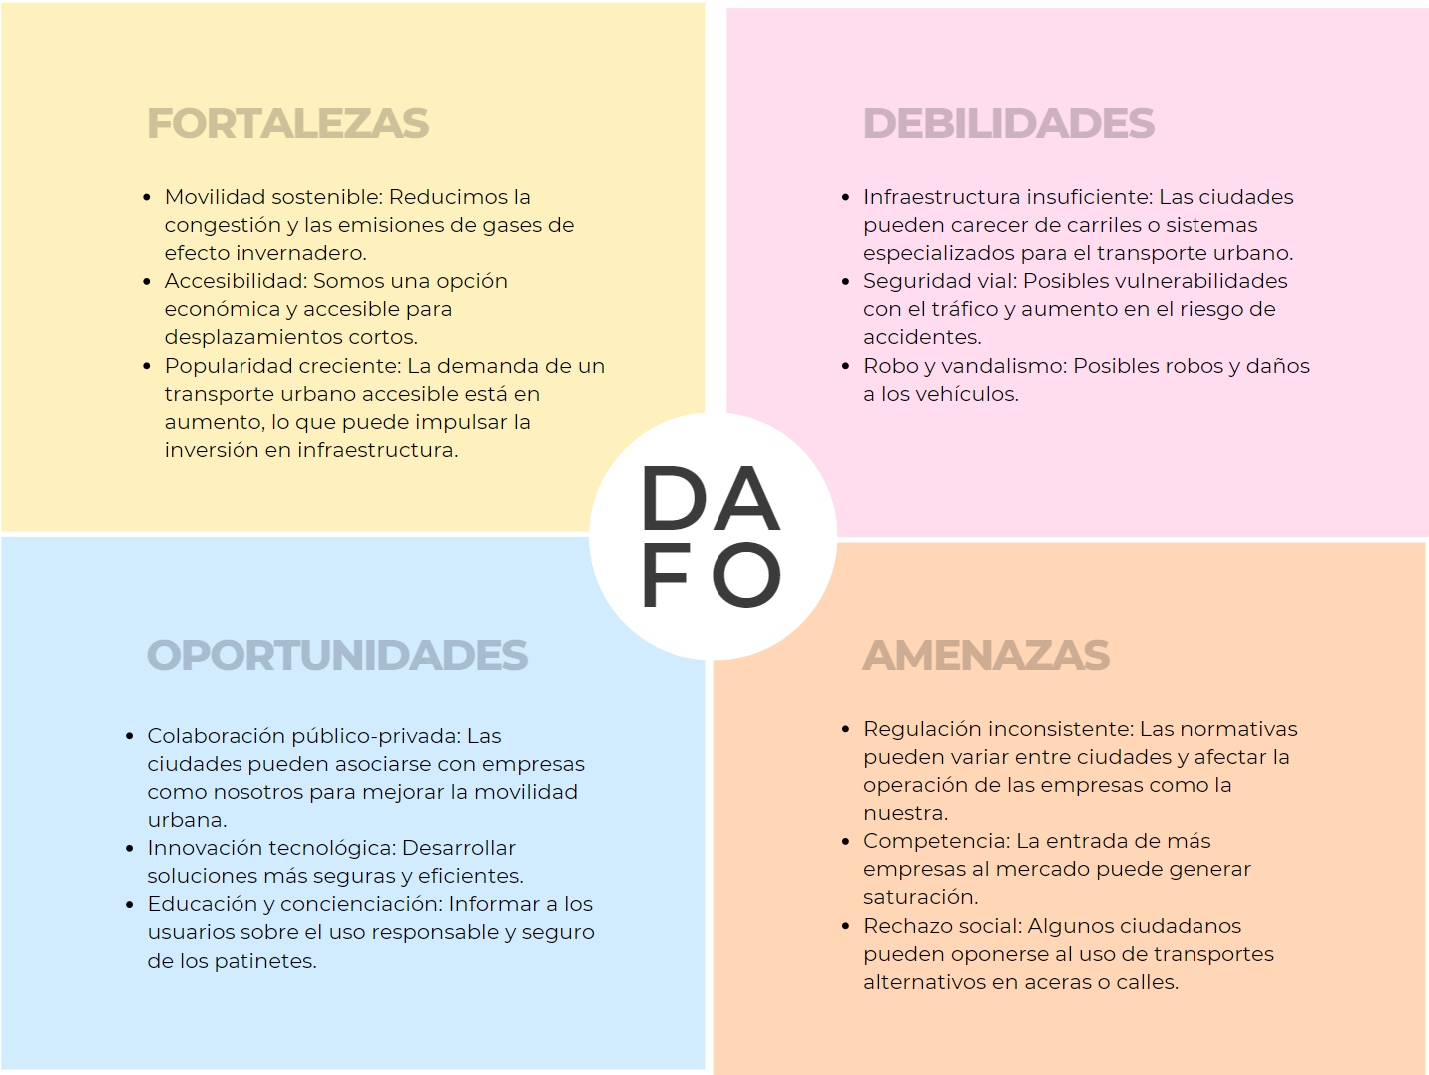 FORTALEZAS
• Movilidad sostenible: Reducimos la
congestión y las emisiones de gases de
efecto invernadero.
• Accesibilidad: Somos una opción
económica y accesible para
desplazamientos cortos.
• Popularidad creciente: La demanda de un
transporte urbano accesible está en
aumento, lo que puede impulsar la
inversión en infraestructura.
DEBILIDADES
• Infraestructura insuficiente: Las ciudades
pueden carecer de carriles o sistemas
especializados para el transporte urbano.
• Seguridad vial: Posibles vulnerabilidades
con el tráfico y aumento en el riesgo de
accidentes.
• Robo y vandalismo: Posibles robos y daños
a los vehículos.
DA
FO
OPORTUNIDADES
• Colaboración público-privada: Las
ciudades pueden asociarse con empresas
como nosotros para mejorar la movilidad
urbana.
• Innovación tecnológica: Desarrollar
soluciones más seguras y eficientes.
• Educación y concienciación: Informar a los
usuarios sobre el uso responsable y seguro
de los patinetes.
AMENAZAS
• Regulación inconsistente: Las normativas
pueden variar entre ciudades y afectar la
operación de las empresas como la
nuestra.
• Competencia: La entrada de más
empresas al mercado puede generar
saturación.
• Rechazo social: Algunos ciudadanos
pueden oponerse al uso de transportes
alternativos en aceras o calles.